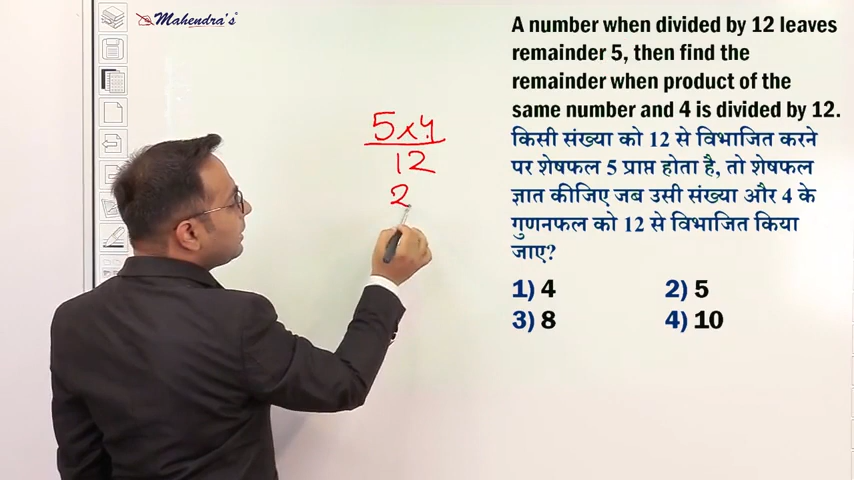 Mahendra's
A number when divided by 12 leaves
remainder 5, then find the
remainder when product of the
same number and 4 is divided by 12.
किसी संख्या को 12 से विभाजित करने
पर शेषफल 5 प्राप्त होता है, तो शेषफल
ज्ञात कीजिए जब उसी संख्या और 4 के
गुणनफल को 12 से विभाजित किया
जाए?
1) 4 2) 5
3) 8 4) 10
5 x 4
12
2